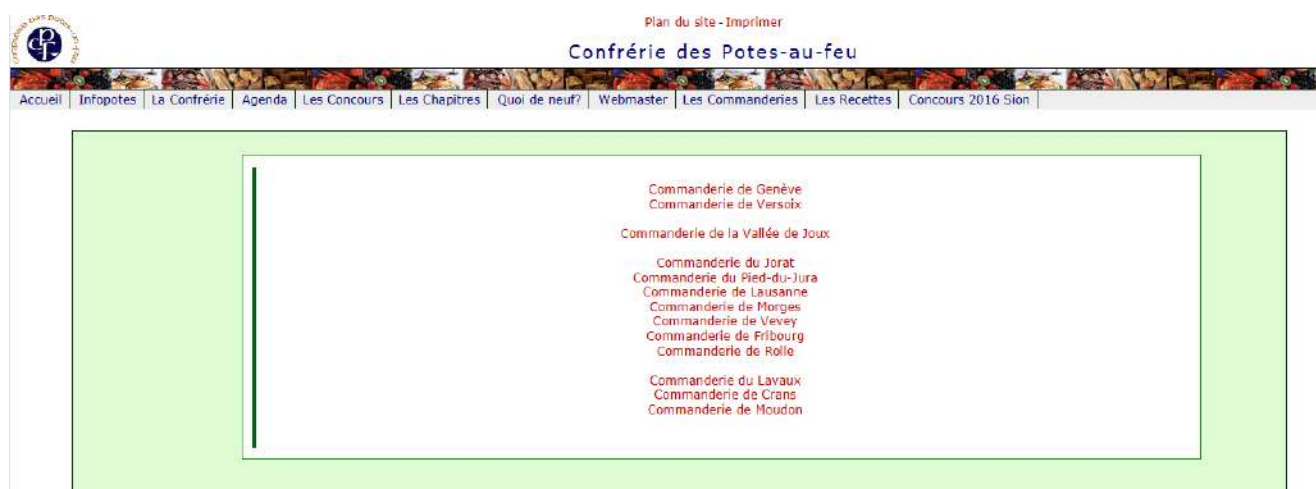 Plan du site - Imprimer
Confrérie des Potes-au-feu
Accueil Infopotes La Confrérie Agenda Les Concours Les Chapitres Quoi de neuf? Webmaster Les Commanderies Les Recettes Concours 2016 Sion
Commanderie de Genève
Commanderie de Versoix
Commanderie de la Vallée de Joux
Commanderie du Jorat
Commanderie du Pied-du-Jura
Commanderie de Lausanne
Commanderie de Morges
Commanderie de Vevey
Commanderie de Fribourg
Commanderie de Rolle
Commanderie du Lavaux
Commanderie de Crans
Commanderie de Moudon